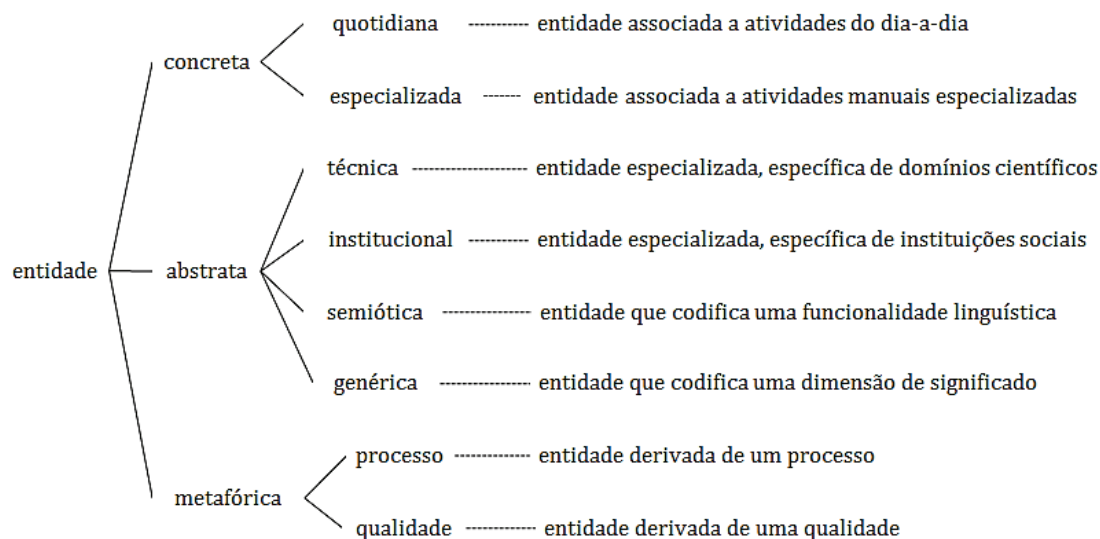 quotidiana ---------- entidade associada a atividades do dia-a-dia
concreta
especializada ------- entidade associada a atividades manuais especializadas
técnica ------------- entidade especializada, específica de domínios científicos
institucional ---------- entidade especializada, específica de instituições sociais
entidade abstrata
semiótica ------------- entidade que codifica uma funcionalidade linguística
genérica -------------- entidade que codifica uma dimensão de significado
processo ----------- entidade derivada de um processo
metafórica
qualidade ----------- entidade derivada de uma qualidade